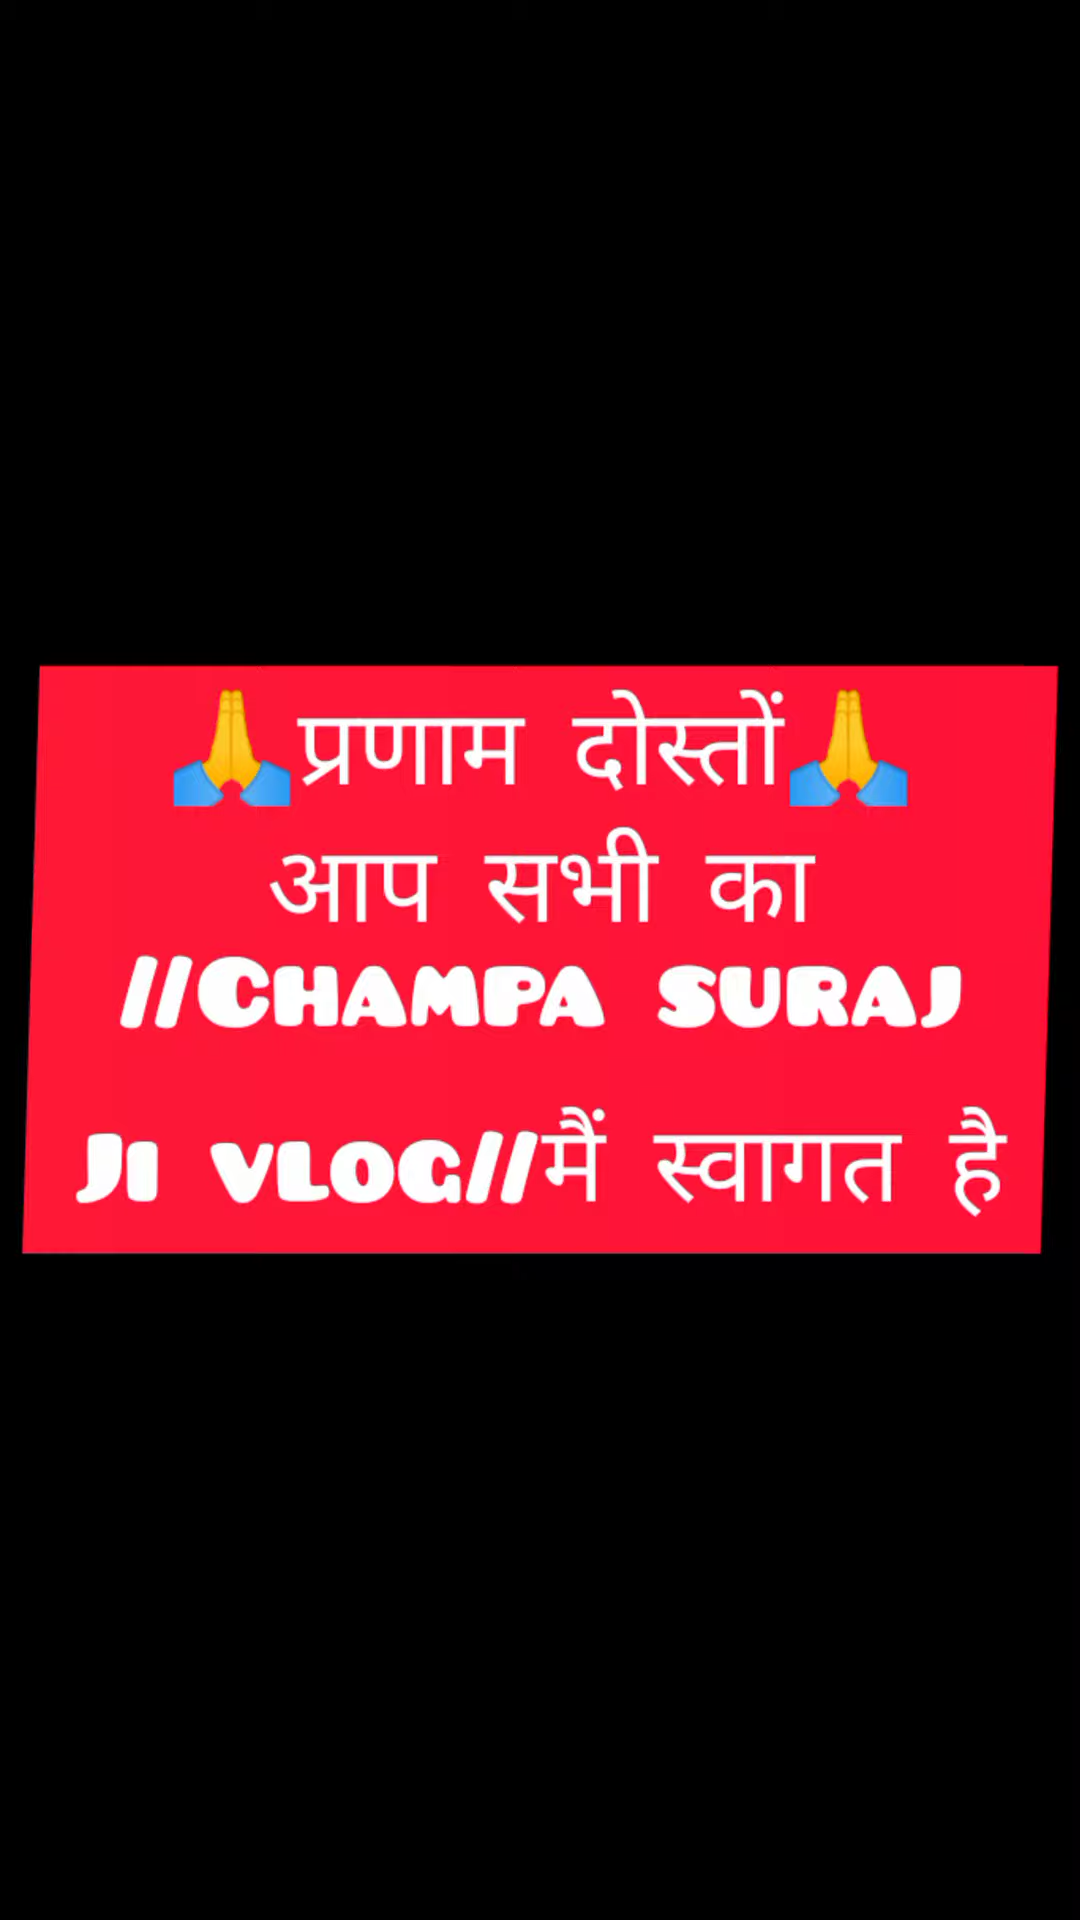 🙏प्रणाम दोस्तों🙏
आप सभी का
//CHAMPA SURAJ
JI VLOG//मैं स्वागत है